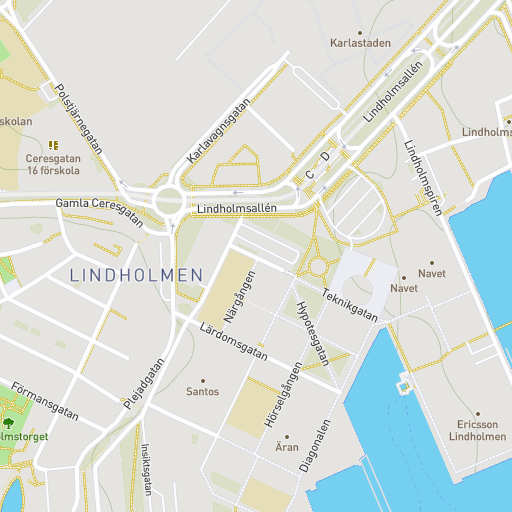 Karlastaden
Lindholmsallén
Polstjärnegatan
Karlavagnsgatan
skolan
Ceresgatan
16 förskola
Lindholms
Lindholmspiren
C
D
Gamla Ceresgatan
Lindholmsallén
LINDHOLMEN
Navet
Navet
Närgången
Teknikgatan
Hypotesgatan
Lärdomsgatan
Plejadgatan
Santos
Förmansgatan
lmstorget
Hörselgången
Diagonalen
Äran
Insiktsgatan
Ericsson
Lindholmen